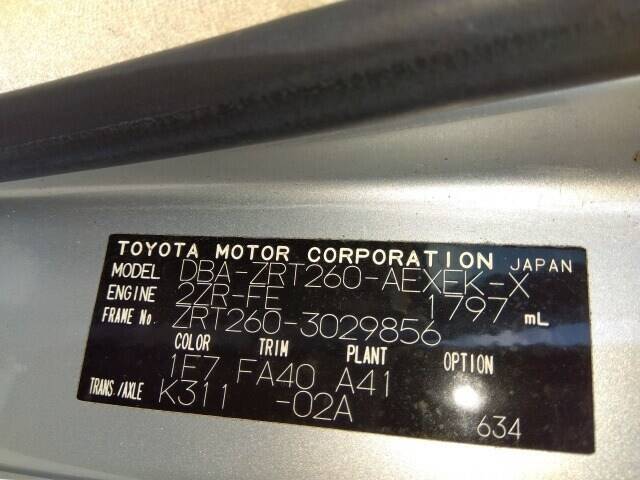 TOYOTA MOTOR CORPORATION JAPAN
MODEL DBA-ZRT260-AEXEK-X
ENGINE 2ZR-FE 1797 mL
FRAME No. ZRT260-3029856
COLOR TRIM PLANT OPTION
1E7 FA40 A41
TRANS./AXLE K311 -02A
634